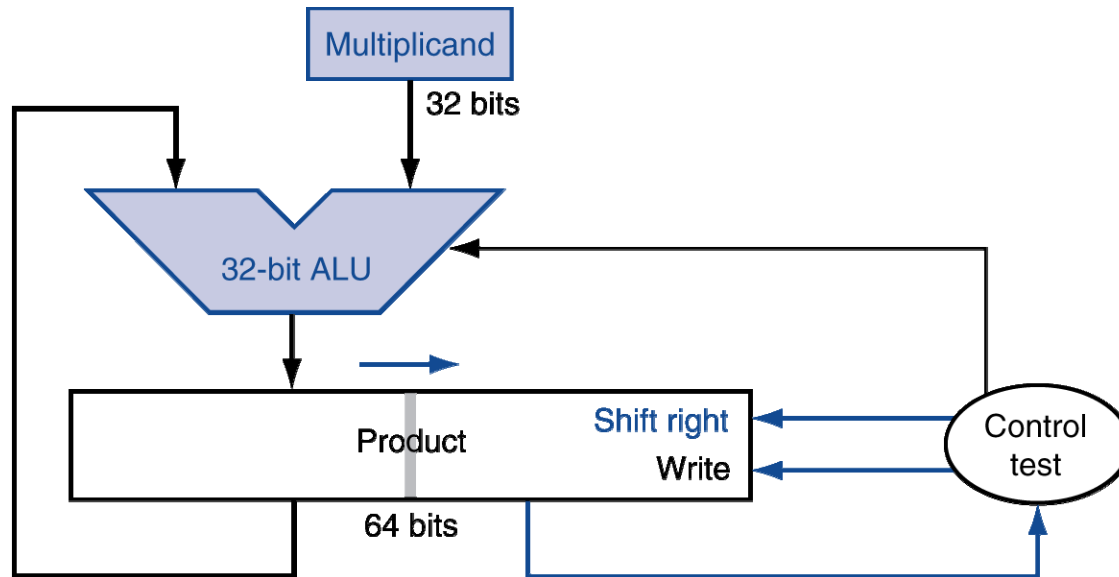 Multiplicand
32 bits
32-bit ALU
Product
Shift right
Write
64 bits
Control
test